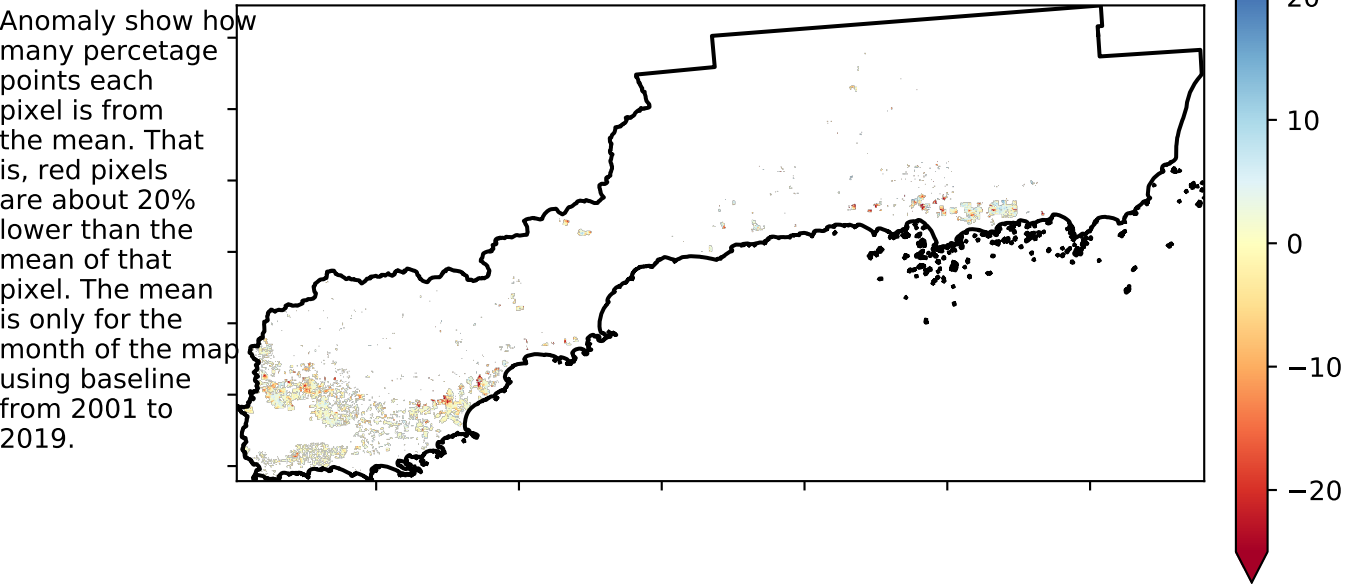 Anomaly show how
many percetage
points each
pixel is from
the mean. That
is, red pixels
are about 20%
lower than the
mean of that
pixel. The mean
is only for the
month of the map
using baseline
from 2001 to
2019.
20
10
0
−10
−20